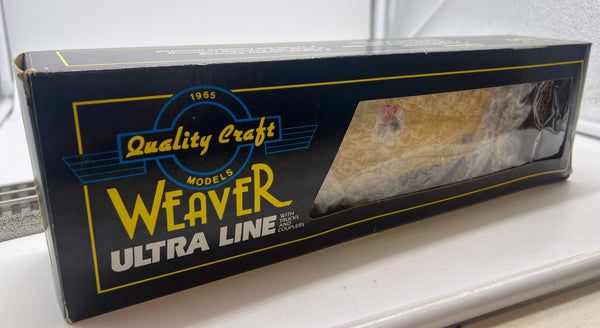 1965
Quality Craft
MODELS
WEAVER
ULTRA LINE
WITH
TRUCKS
AND
COUPLERS